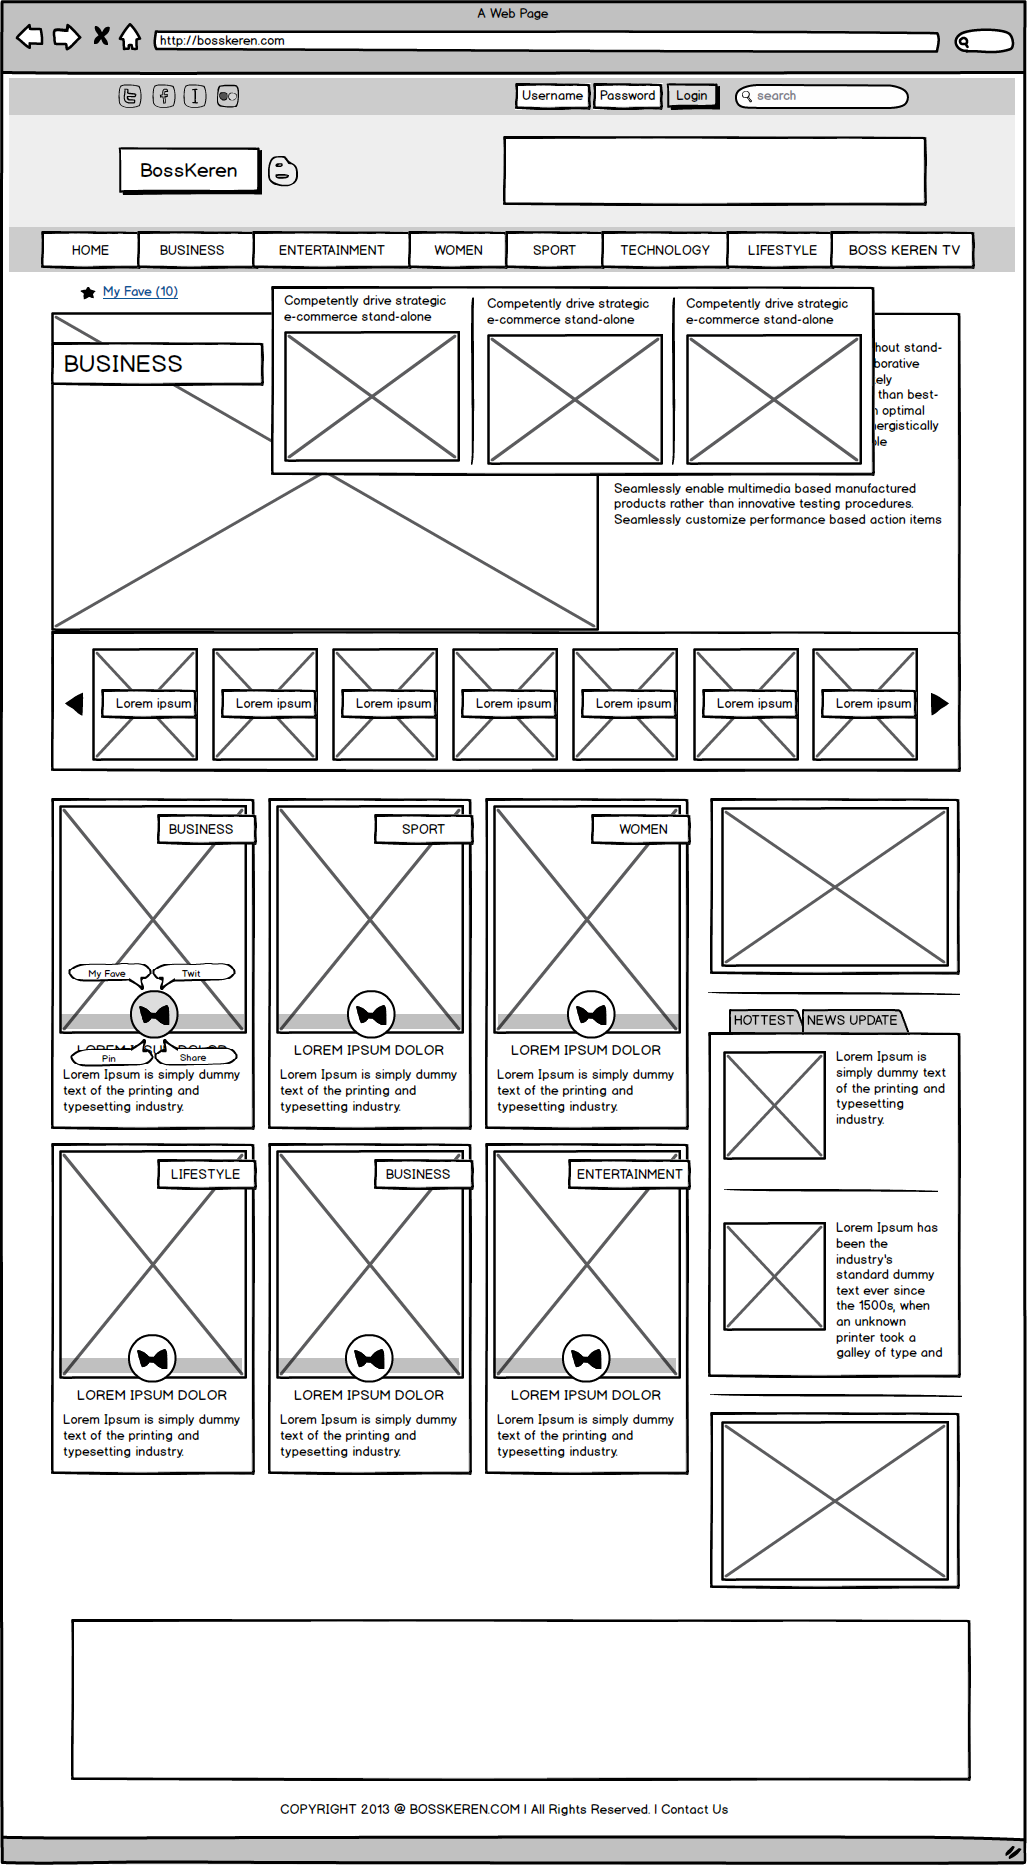 A Web Page
http://bosskeren.com
Username Password Login search
BossKeren
HOME BUSINESS ENTERTAINMENT WOMEN SPORT TECHNOLOGY LIFESTYLE BOSS KEREN TV
My Fave (10)
Competently drive strategic
e-commerce stand-alone
Competently drive strategic
e-commerce stand-alone
Competently drive strategic
e-commerce stand-alone
BUSINESS
stand-
than best-
optimal
Seamlessly enable multimedia based manufactured
products rather than innovative testing procedures.
Seamlessly customize performance based action items
Lorem ipsum Lorem ipsum Lorem ipsum Lorem ipsum Lorem ipsum Lorem ipsum Lorem ipsum
BUSINESS
My Fave Twit
Pin Share
Lorem Ipsum is simply dummy
text of the printing and
typesetting industry.
SPORT
LOREM IPSUM DOLOR
Lorem Ipsum is simply dummy
text of the printing and
typesetting industry.
WOMEN
LOREM IPSUM DOLOR
Lorem Ipsum is simply dummy
text of the printing and
typesetting industry.
HOTTEST NEWS UPDATE
Lorem Ipsum is
simply dummy text
of the printing and
typesetting
industry.
Lorem Ipsum has
been the
industry's
standard dummy
text ever since
the 1500s, when
an unknown
printer took a
galley of type and
LIFESTYLE
LOREM IPSUM DOLOR
Lorem Ipsum is simply dummy
text of the printing and
typesetting industry.
BUSINESS
LOREM IPSUM DOLOR
Lorem Ipsum is simply dummy
text of the printing and
typesetting industry.
ENTERTAINMENT
LOREM IPSUM DOLOR
Lorem Ipsum is simply dummy
text of the printing and
typesetting industry.
COPYRIGHT 2013 @ BOSSKEREN.COM | All Rights Reserved. | Contact Us